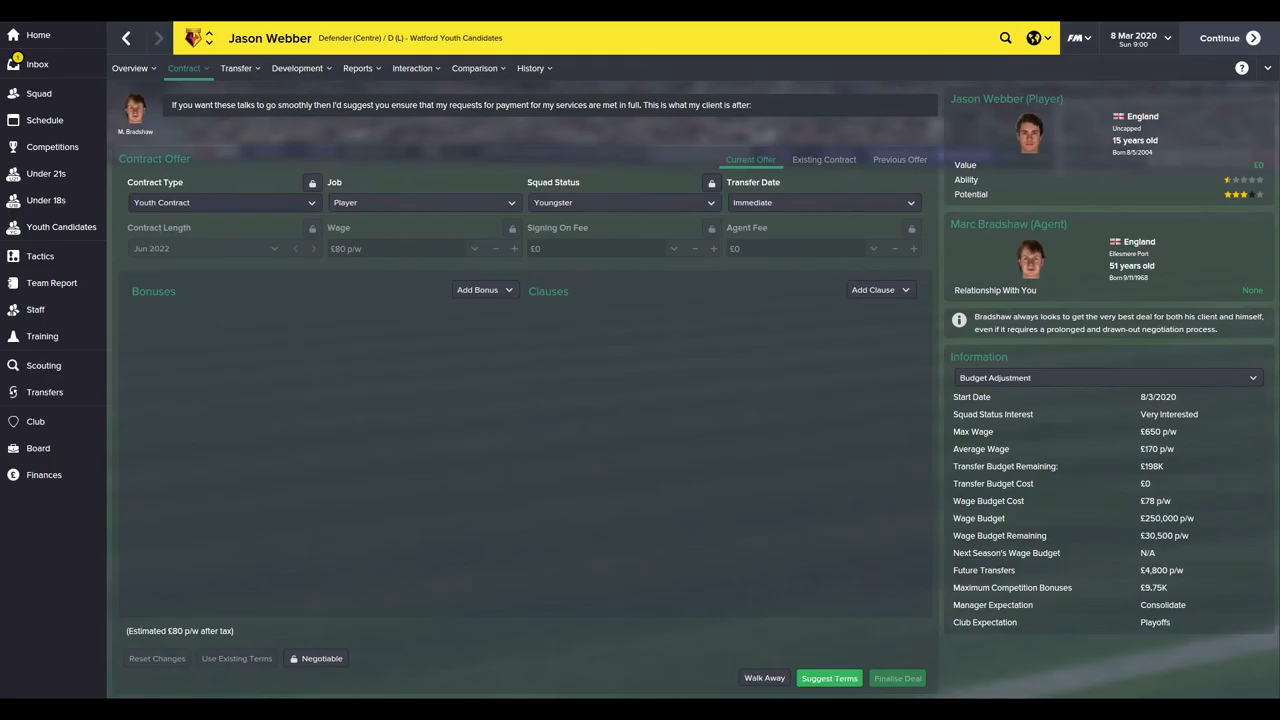 Home
Inbox
1
Squad
Schedule
Competitions
Under 21s
Under 18s
Youth Candidates
Tactics
Team Report
Staff
Training
Scouting
Transfers
Club
Board
Finances
Jason Webber
Defender (Centre) / D (L) - Watford Youth Candidates
FM
8 Mar 2020
Sun 9:00
Continue
Overview
Contract
Transfer
Development
Reports
Interaction
Comparison
History
?
M. Bradshaw
If you want these talks to go smoothly then I'd suggest you ensure that my requests for payment for my services are met in full. This is what my client is after:
Contract Offer
Current Offer
Existing Contract
Previous Offer
Contract Type
Job
Squad Status
Transfer Date
Youth Contract
Player
Youngster
Immediate
Contract Length
Wage
Signing On Fee
Agent Fee
Jun 2022
£80 p/w
£0
£0
Bonuses
Add Bonus
Clauses
Add Clause
(Estimated £80 p/w after tax)
Reset Changes
Use Existing Terms
Negotiable
Walk Away
Suggest Terms
Finalise Deal
Jason Webber (Player)
England
Uncapped
15 years old
Born 8/5/2004
Value £0
Ability
Potential
Marc Bradshaw (Agent)
England
Ellesmere Port
51 years old
Born 9/11/1968
Relationship With You None
Bradshaw always looks to get the very best deal for both his client and himself,
even if it requires a prolonged and drawn-out negotiation process.
Information
Budget Adjustment
Start Date 8/3/2020
Squad Status Interest Very Interested
Max Wage £650 p/w
Average Wage £170 p/w
Transfer Budget Remaining: £198K
Transfer Budget Cost £0
Wage Budget Cost £78 p/w
Wage Budget £250,000 p/w
Wage Budget Remaining £30,500 p/w
Next Season's Wage Budget N/A
Future Transfers £4,800 p/w
Maximum Competition Bonuses £9.75K
Manager Expectation Consolidate
Club Expectation Playoffs